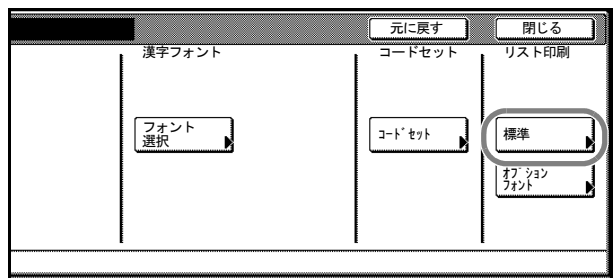 元に戻す
閉じる
漢字フォント
コードセット
リスト印刷
フォント
選択
ｺｰﾄﾞｾｯﾄ
標準
ｵﾌﾟｼｮﾝ
ﾌｫﾝﾄ